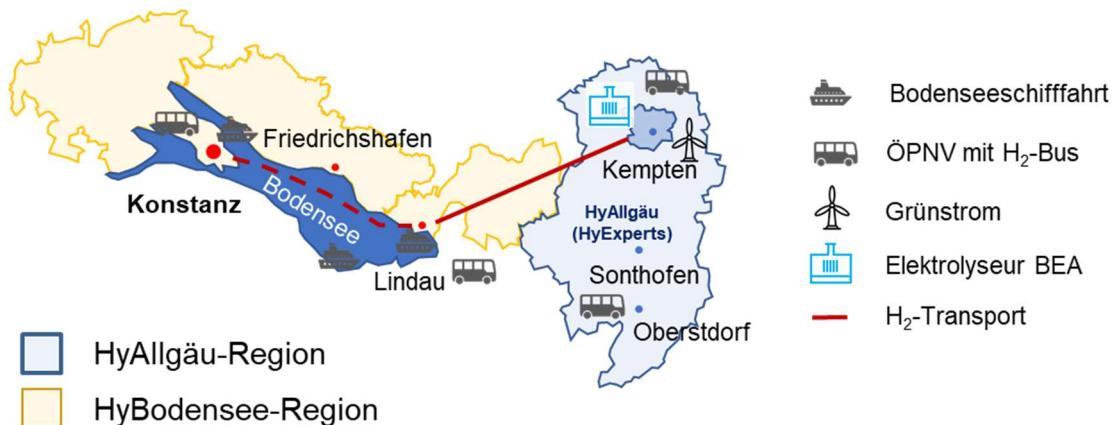 Friedrichshafen
Konstanz
Bodensee
Lindau
Kempten
HyAllgäu
(HyExperts)
Sonthofen
Oberstdorf
HyAllgäu-Region
HyBodensee-Region
Bodenseeschifffahrt
ÖPNV mit H₂-Bus
Grünstrom
Elektrolyseur BEA
H₂-Transport